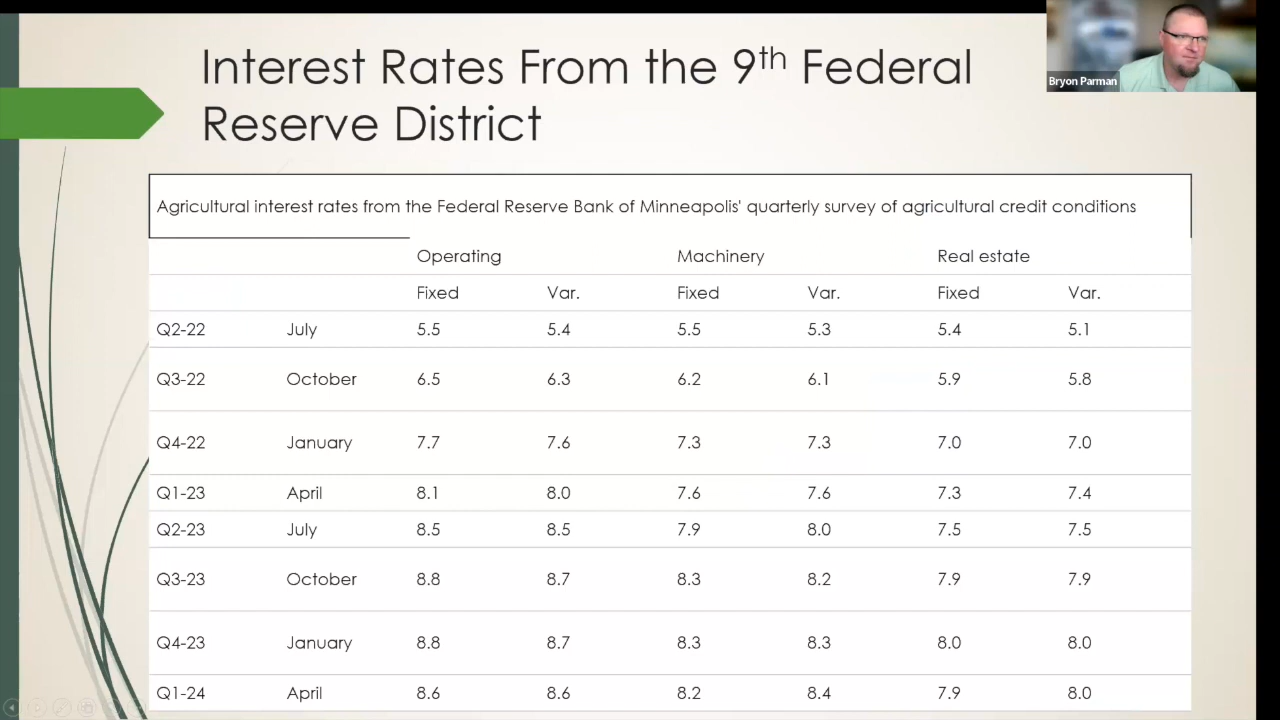 Interest Rates From the 9th Federal
Reserve District
Bryon Parman
Agricultural interest rates from the Federal Reserve Bank of Minneapolis' quarterly survey of agricultural credit conditions
Operating Machinery Real estate
Fixed Var. Fixed Var. Fixed Var.
Q2-22 July 5.5 5.4 5.5 5.3 5.4 5.1
Q3-22 October 6.5 6.3 6.2 6.1 5.9 5.8
Q4-22 January 7.7 7.6 7.3 7.3 7.0 7.0
Q1-23 April 8.1 8.0 7.6 7.6 7.3 7.4
Q2-23 July 8.5 8.5 7.9 8.0 7.5 7.5
Q3-23 October 8.8 8.7 8.3 8.2 7.9 7.9
Q4-23 January 8.8 8.7 8.3 8.3 8.0 8.0
Q1-24 April 8.6 8.6 8.2 8.4 7.9 8.0